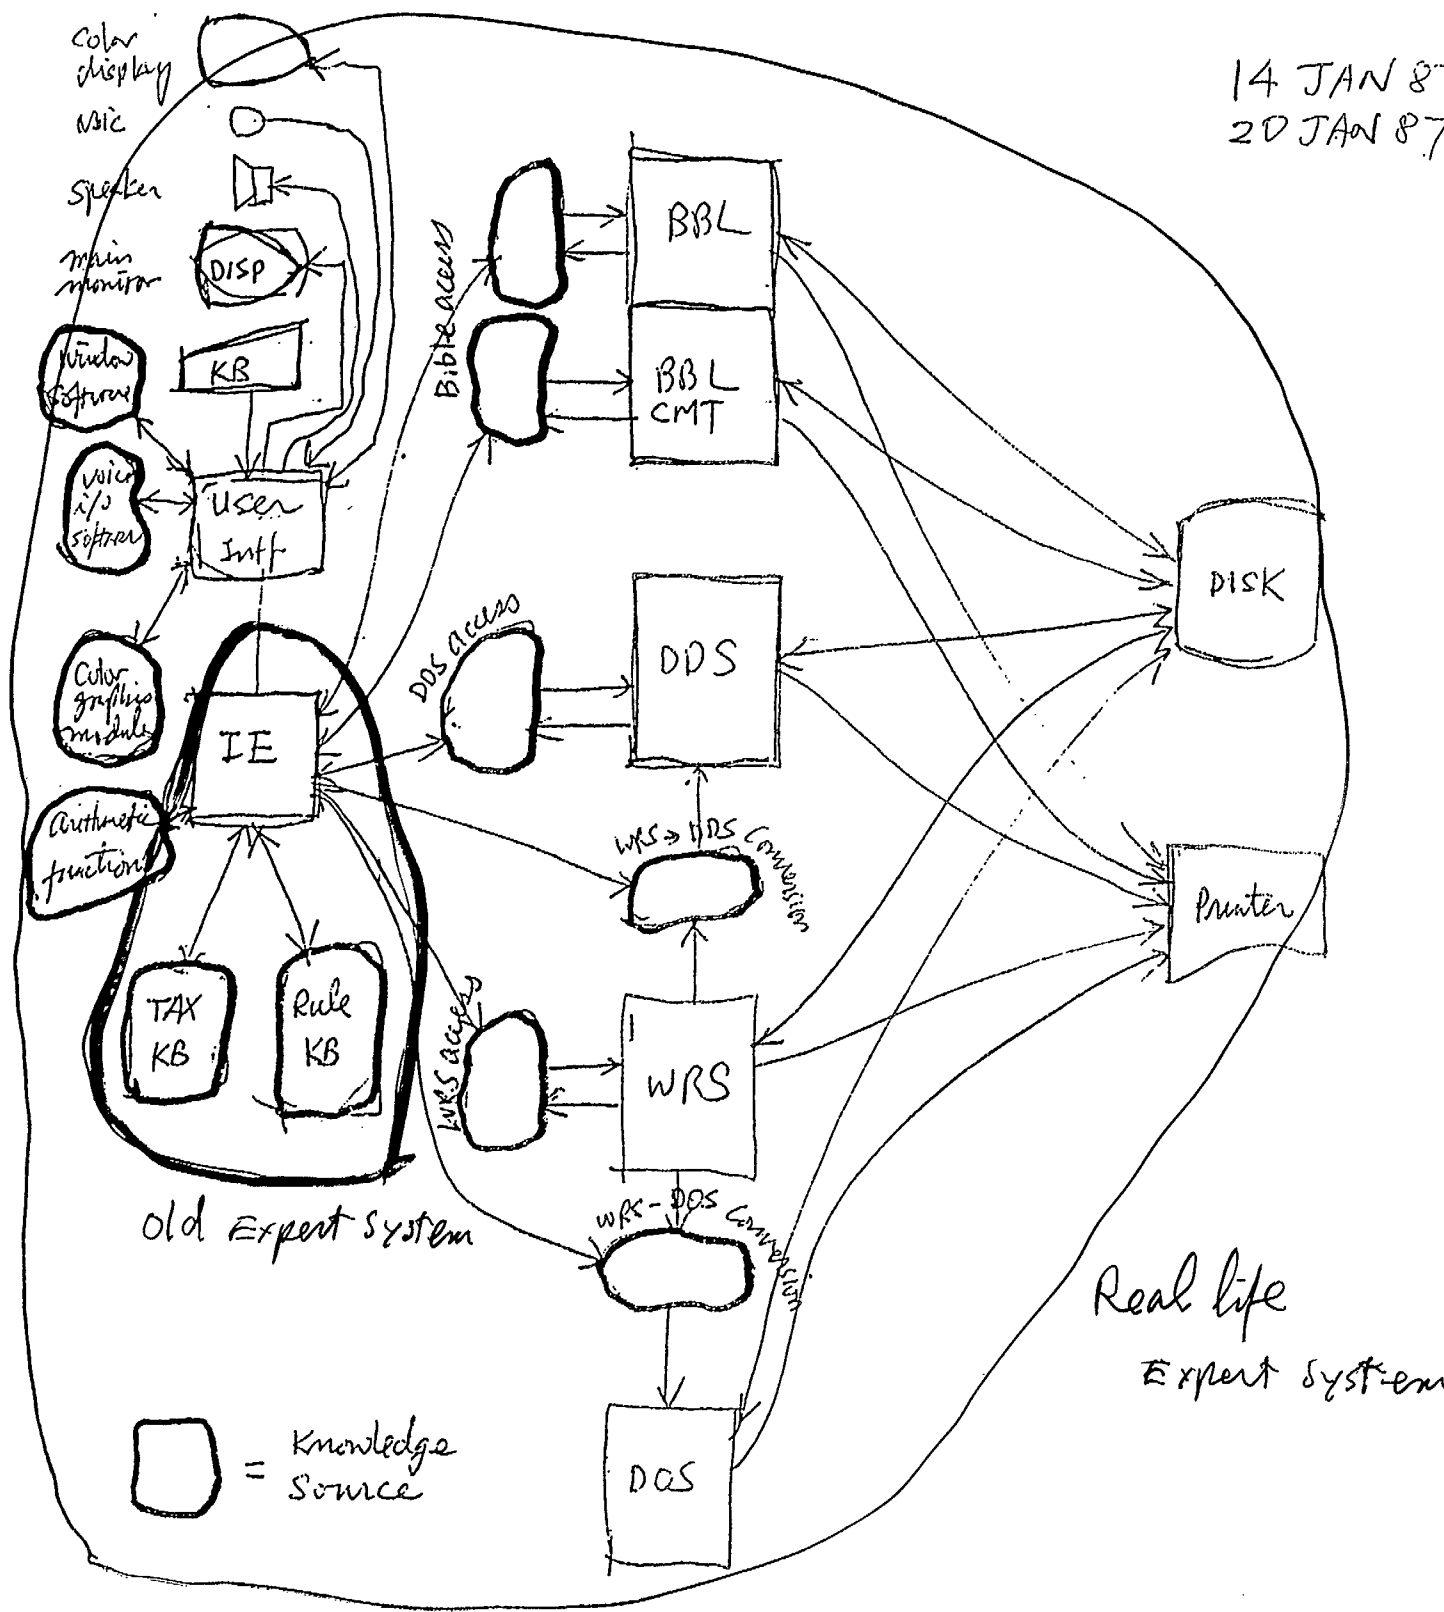 14 JAN 87
20 JAN 87
Color
display
Mic
Speaker
main
monitor
DISP
KB
Window
software
Voice
i/o
User
Intf
Color
graphics
module
IE
arithmetic
function
TAX
KB
Rule
KB
Old Expert System
Bible access
BBL
BBL
CMT
DDS access
DDS
WRS → DDS Conversion
WRS access
WRS
WRS-DOS Conversion
DOS
DISK
Printer
Real life
Expert System
= Knowledge
Source